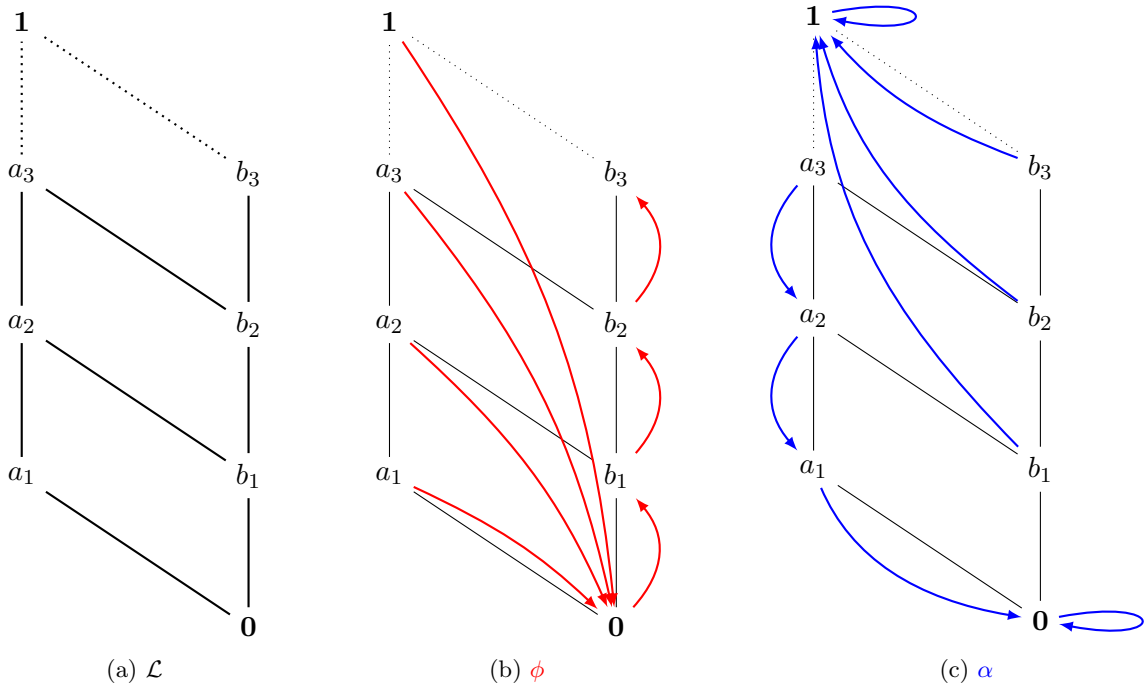 1 1 1
a₃ b₃ a₃ b₃ a₃ b₃
a₂ b₂ a₂ b₂ a₂ b₂
a₁ b₁ a₁ b₁ a₁ b₁
0 0 0
(a) ℒ (b) ϕ (c) α